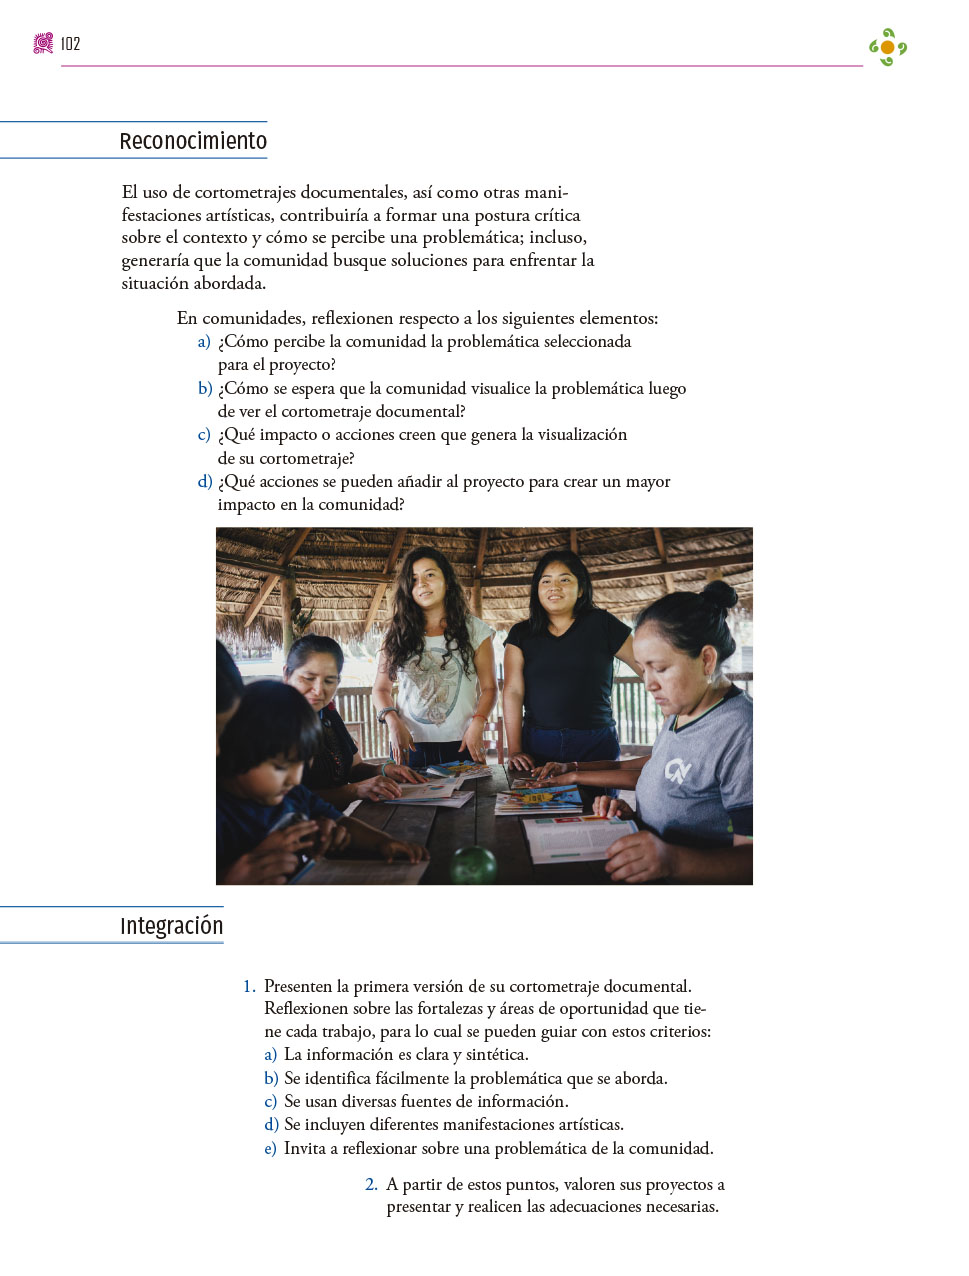 102
Reconocimiento
El uso de cortometrajes documentales, así como otras mani-
festaciones artísticas, contribuiría a formar una postura crítica
sobre el contexto y cómo se percibe una problemática; incluso,
generaría que la comunidad busque soluciones para enfrentar la
situación abordada.
En comunidades, reflexionen respecto a los siguientes elementos:
a) ¿Cómo percibe la comunidad la problemática seleccionada
para el proyecto?
b) ¿Cómo se espera que la comunidad visualice la problemática luego
de ver el cortometraje documental?
c) ¿Qué impacto o acciones creen que genera la visualización
de su cortometraje?
d) ¿Qué acciones se pueden añadir al proyecto para crear un mayor
impacto en la comunidad?
Integración
1. Presenten la primera versión de su cortometraje documental.
Reflexionen sobre las fortalezas y áreas de oportunidad que tie-
ne cada trabajo, para lo cual se pueden guiar con estos criterios:
a) La información es clara y sintética.
b) Se identifica fácilmente la problemática que se aborda.
c) Se usan diversas fuentes de información.
d) Se incluyen diferentes manifestaciones artísticas.
e) Invita a reflexionar sobre una problemática de la comunidad.
2. A partir de estos puntos, valoren sus proyectos a
presentar y realicen las adecuaciones necesarias.